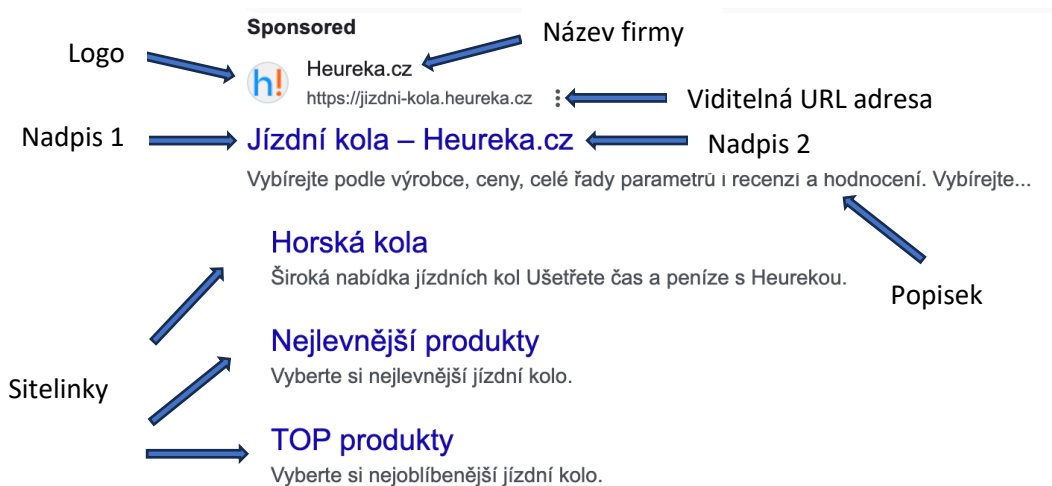 Sponsored
Název firmy
Logo
h!
Heureka.cz
https://jizdni-kola.heureka.cz
Viditelná URL adresa
Nadpis 1
Jízdní kola – Heureka.cz
Nadpis 2
Vybírejte podle výrobce, ceny, celé řady parametrů i recenzí a hodnocení. Vybírejte...
Horská kola
Široká nabídka jízdních kol Ušetřete čas a peníze s Heurekou.
Popisek
Nejlevnější produkty
Vyberte si nejlevnější jízdní kolo.
Sitelinky
TOP produkty
Vyberte si nejoblíbenější jízdní kolo.